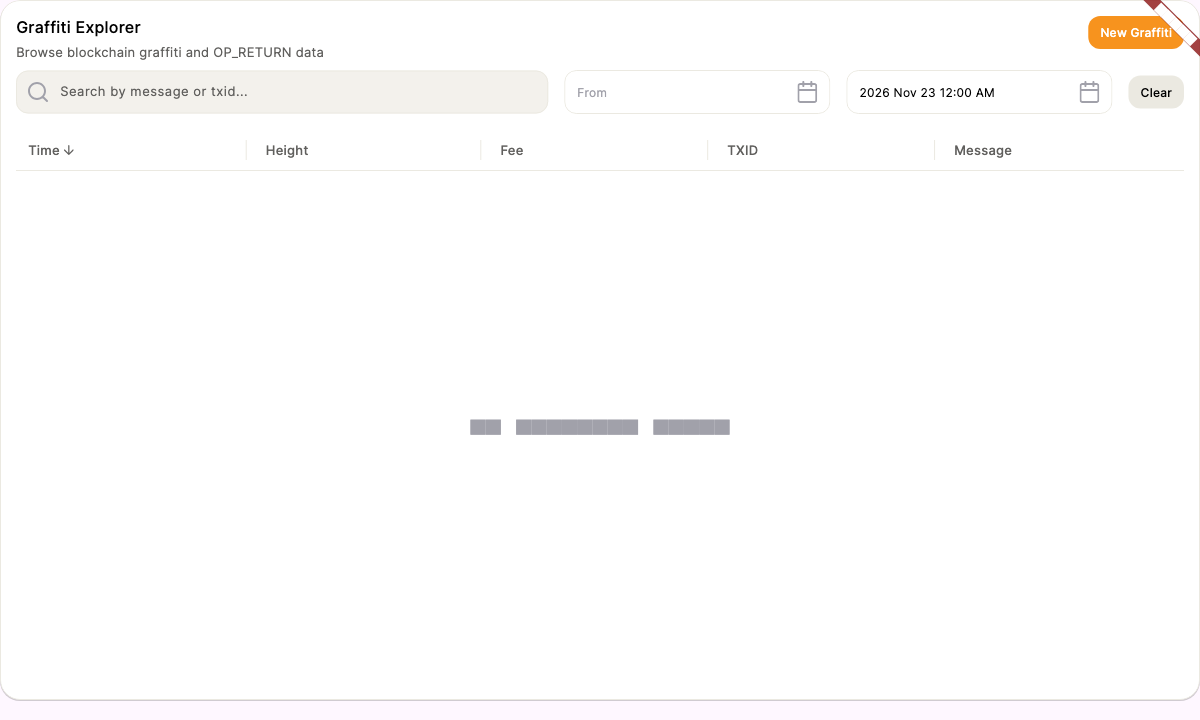 Graffiti Explorer
New Graffiti
Browse blockchain graffiti and OP_RETURN data
Search by message or txid...
From
2026 Nov 23 12:00 AM
Clear
Time
Height
Fee
TXID
Message